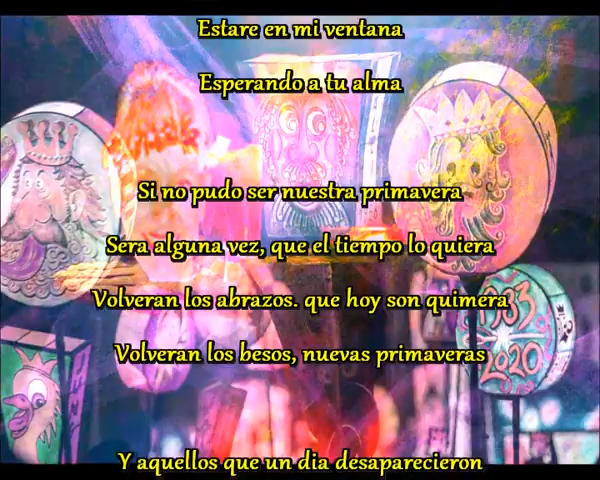 Estare en mi ventana
Esperando a tu alma
Si no pudo ser nuestra primavera
Sera alguna vez, que el tiempo lo quiera
Volveran los abrazos. que hoy son quimera
Volveran los besos, nuevas primaveras
1983
2020
Y aquellos que un dia desaparecieron